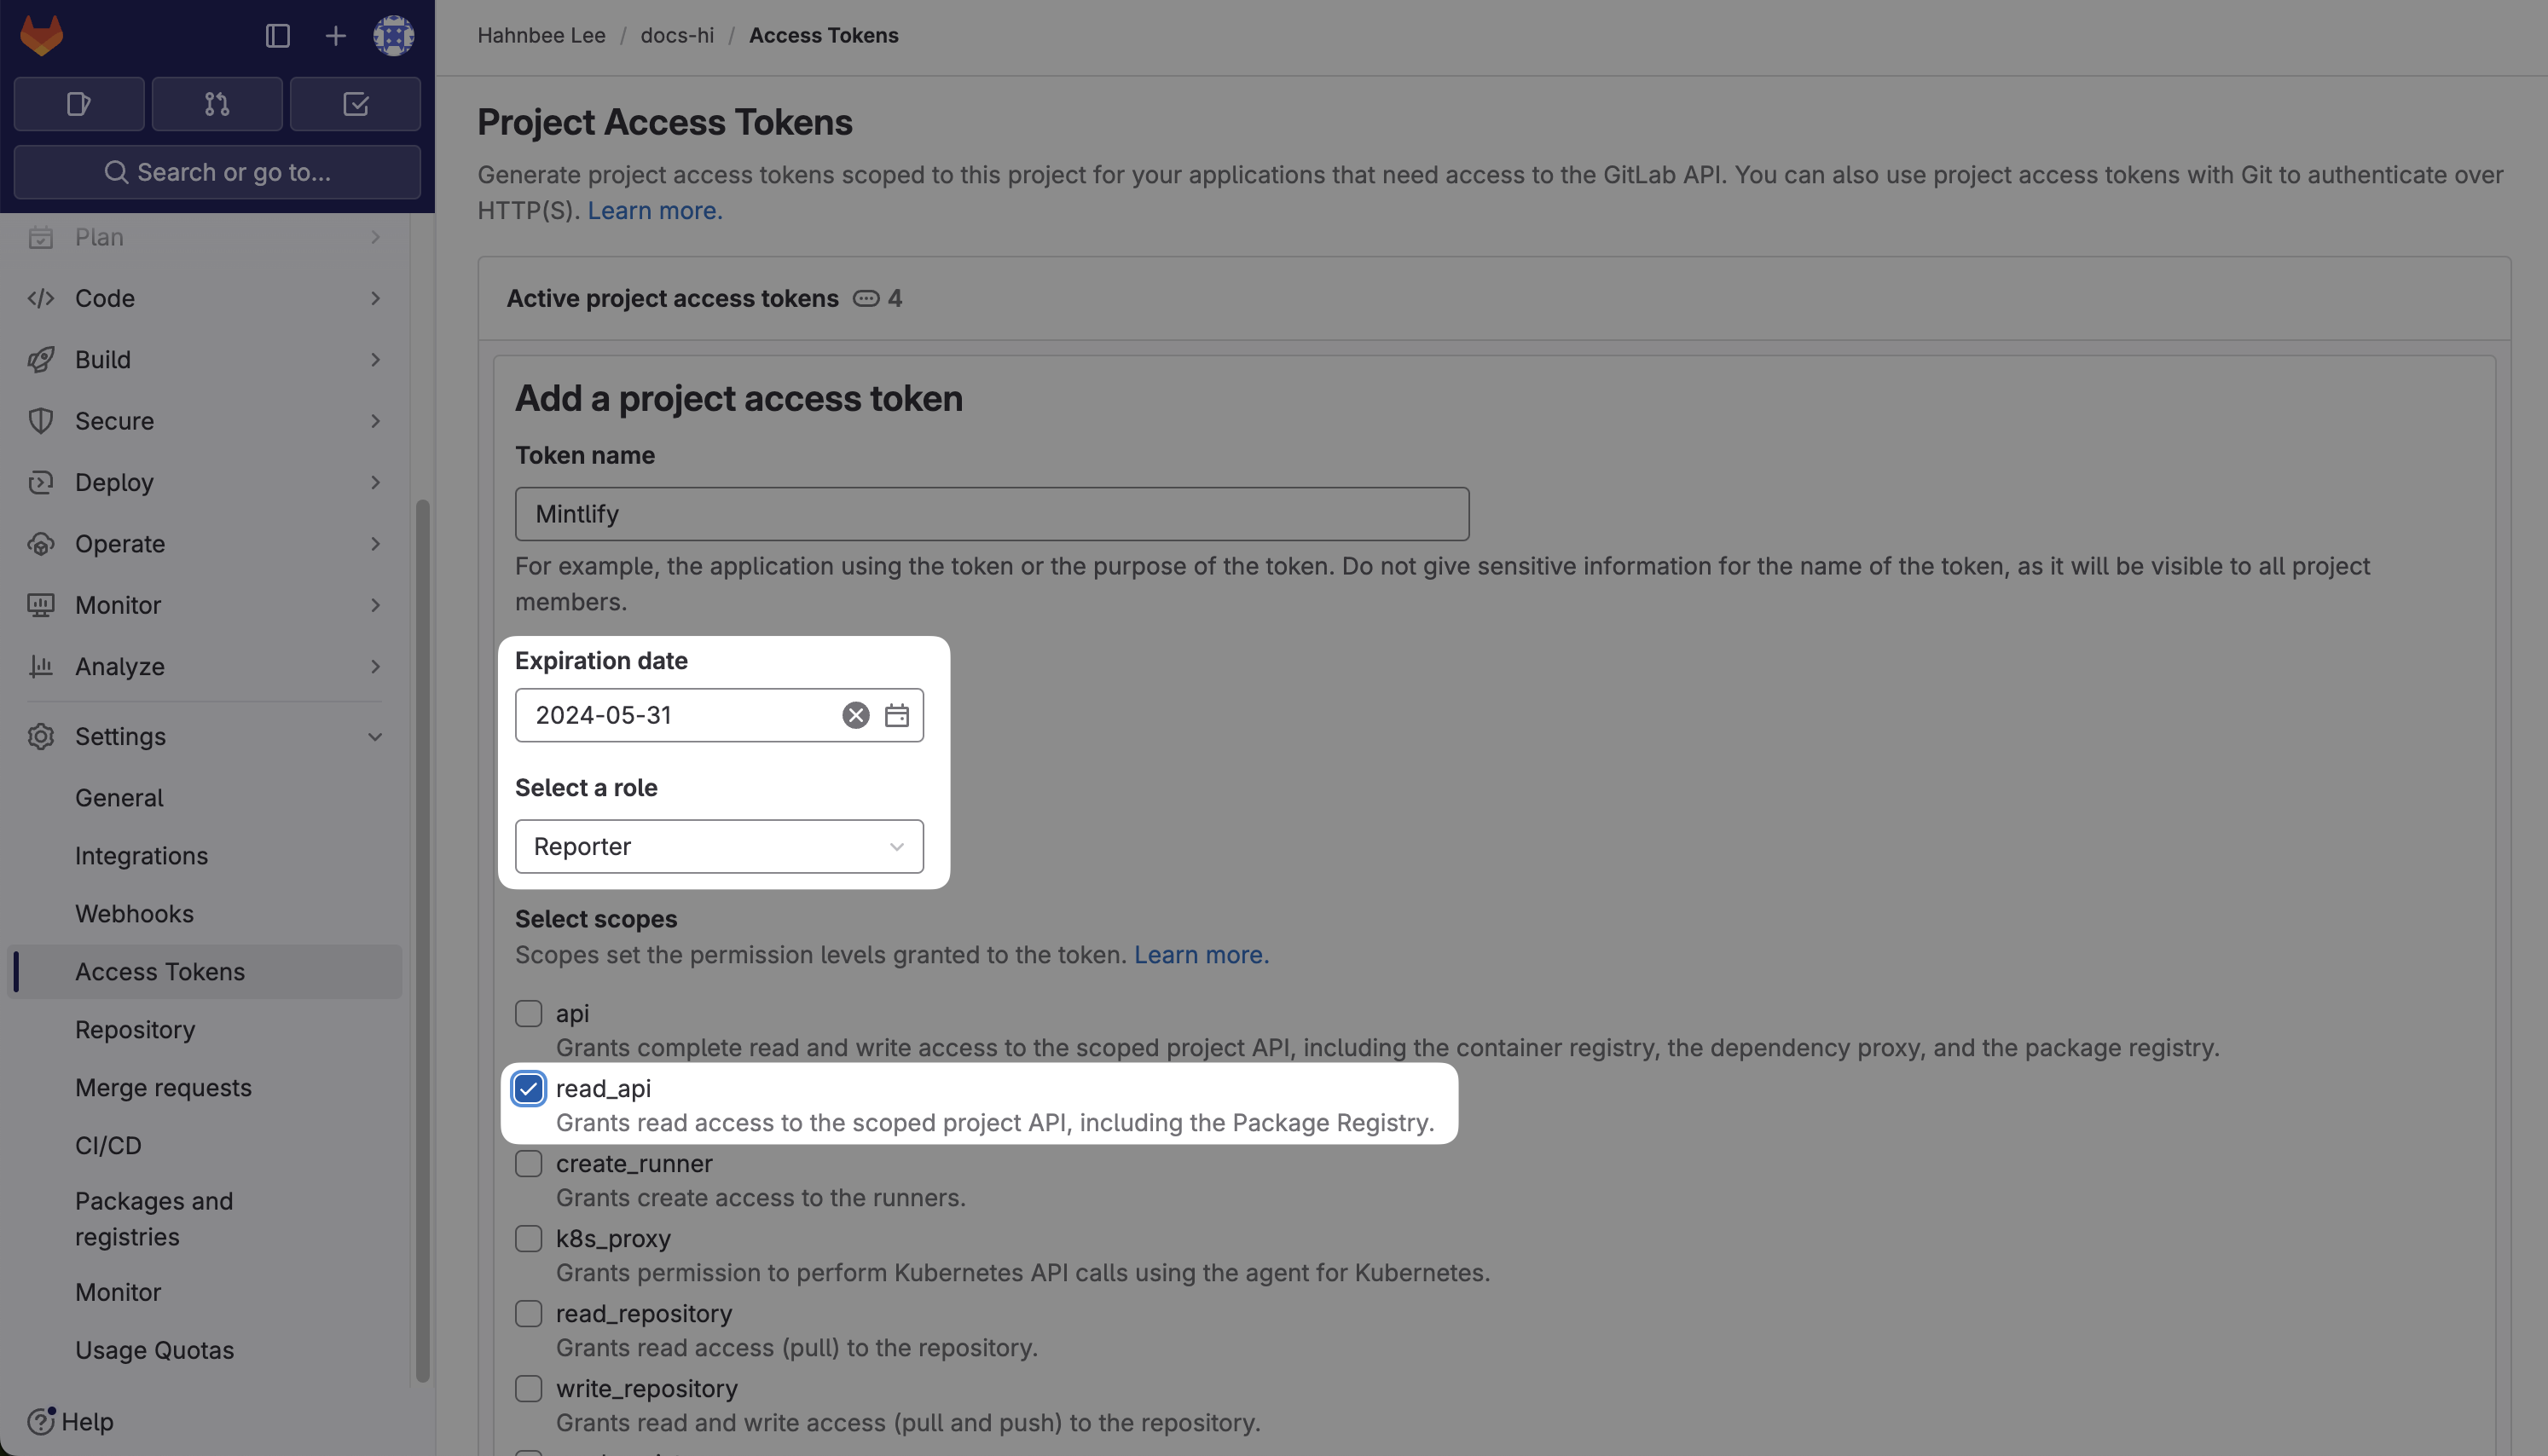 Search or go to...
Plan
Code
Build
Secure
Deploy
Operate
Monitor
Analyze
Settings
General
Integrations
Webhooks
Access Tokens
Repository
Merge requests
CI/CD
Packages and
registries
Monitor
Usage Quotas
Help
Hahnbee Lee / docs-hi / Access Tokens
Project Access Tokens
Generate project access tokens scoped to this project for your applications that need access to the GitLab API. You can also use project access tokens with Git to authenticate over
HTTP(S). Learn more.
Active project access tokens 4
Add a project access token
Token name
Mintlify
For example, the application using the token or the purpose of the token. Do not give sensitive information for the name of the token, as it will be visible to all project
members.
Expiration date
2024-05-31
Select a role
Reporter
Select scopes
Scopes set the permission levels granted to the token. Learn more.
api
Grants complete read and write access to the scoped project API, including the container registry, the dependency proxy, and the package registry.
read_api
Grants read access to the scoped project API, including the Package Registry.
create_runner
Grants create access to the runners.
k8s_proxy
Grants permission to perform Kubernetes API calls using the agent for Kubernetes.
read_repository
Grants read access (pull) to the repository.
write_repository
Grants read and write access (pull and push) to the repository.